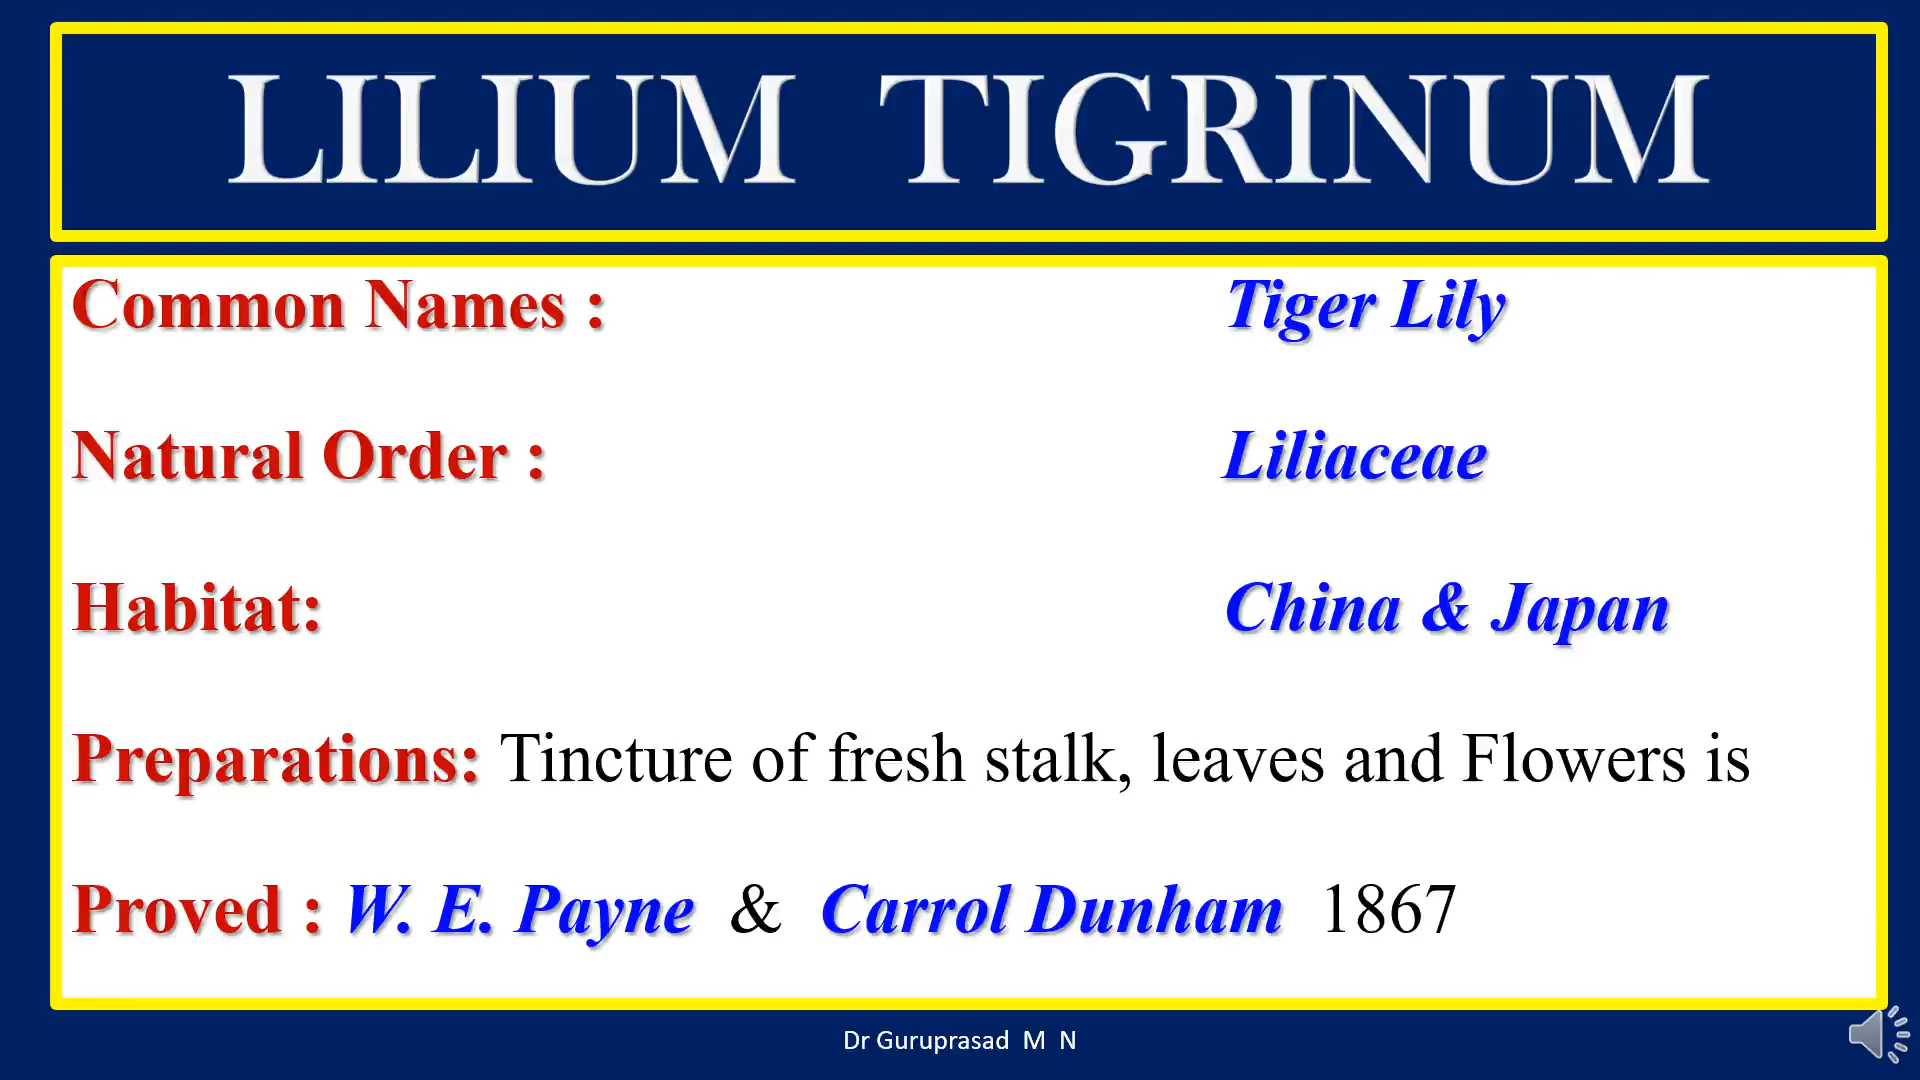 LILIUM TIGRINUM
Common Names : Tiger Lily
Natural Order : Liliaceae
Habitat: China & Japan
Preparations: Tincture of fresh stalk, leaves and Flowers is
Proved : W. E. Payne & Carrol Dunham 1867
Dr Guruprasad M N